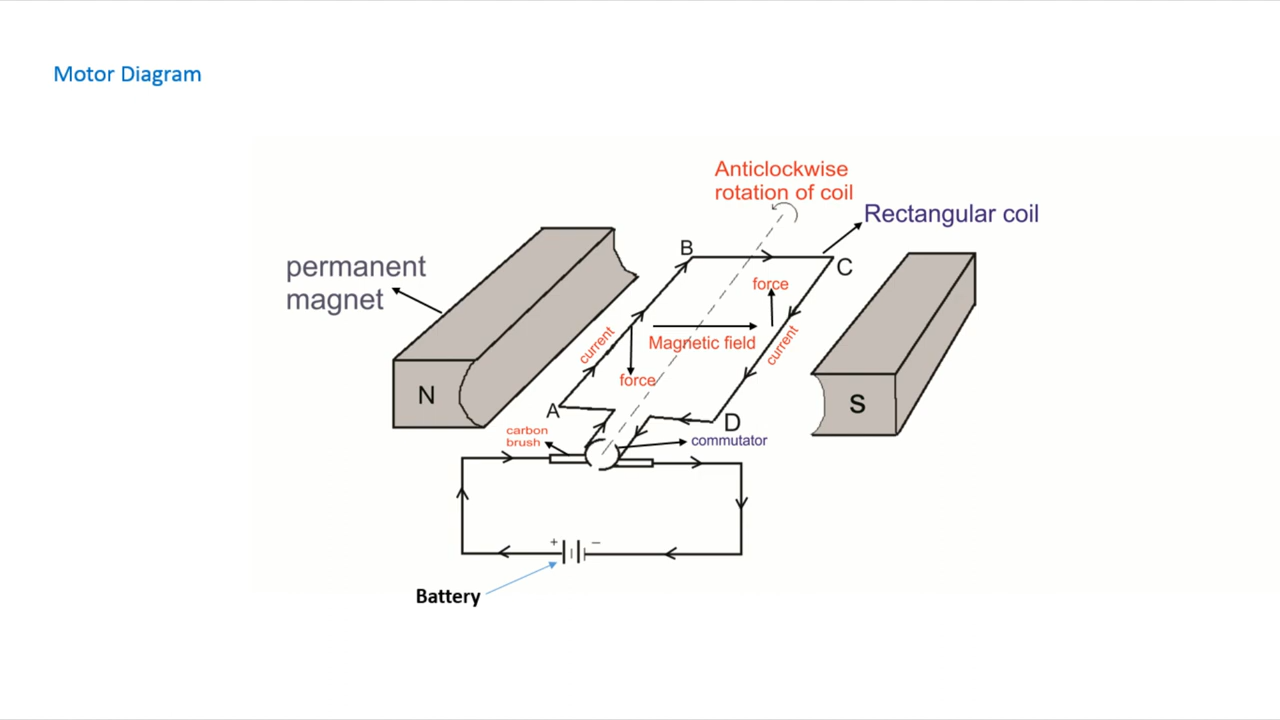 Motor Diagram
Anticlockwise
rotation of coil
Rectangular coil
permanent
magnet
B
C
force
current
Magnetic field
current
force
N
S
A
D
carbon
brush
commutator
+
–
Battery